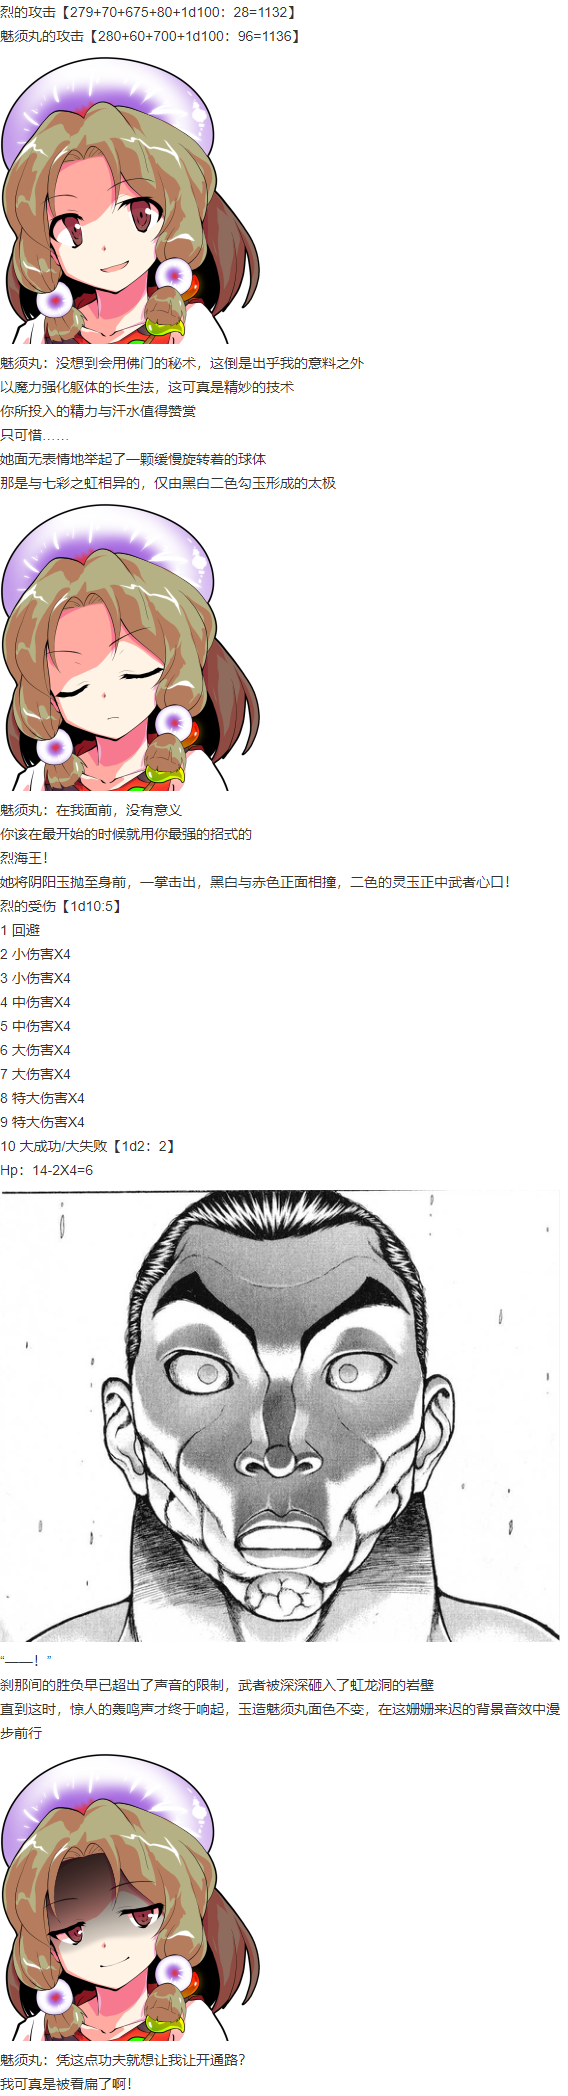 烈的攻击【279+70+675+80+1d100：28=1132】
魅须丸的攻击【280+60+700+1d100：96=1136】
魅须丸：没想到会用佛门的秘术，这倒是出乎我的意料之外
以魔力强化躯体的长生法，这可真是精妙的技术
你所投入的精力与汗水值得赞赏
只可惜……
她面无表情地举起了一颗缓慢旋转着的球体
那是与七彩之虹相异的，仅由黑白二色勾玉形成的太极
魅须丸：在我面前，没有意义
你该在最开始的时候就用你最强的招式的
烈海王！
她将阴阳玉抛至身前，一掌击出，黑白与赤色正面相撞，二色的灵玉正中武者心口！
烈的受伤【1d10:5】
1 回避
2 小伤害X4
3 小伤害X4
4 中伤害X4
5 中伤害X4
6 大伤害X4
7 大伤害X4
8 特大伤害X4
9 特大伤害X4
10 大成功/大失败【1d2：2】
Hp：14-2X4=6
“——！”
刹那间的胜负早已超出了声音的限制，武者被深深砸入了虹龙洞的岩壁
直到这时，惊人的轰鸣声才终于响起，玉造魅须丸面色不变，在这姗姗来迟的背景音效中漫
步前行
魅须丸：凭这点功夫就想让我让开通路？
我可真是被看扁了啊！